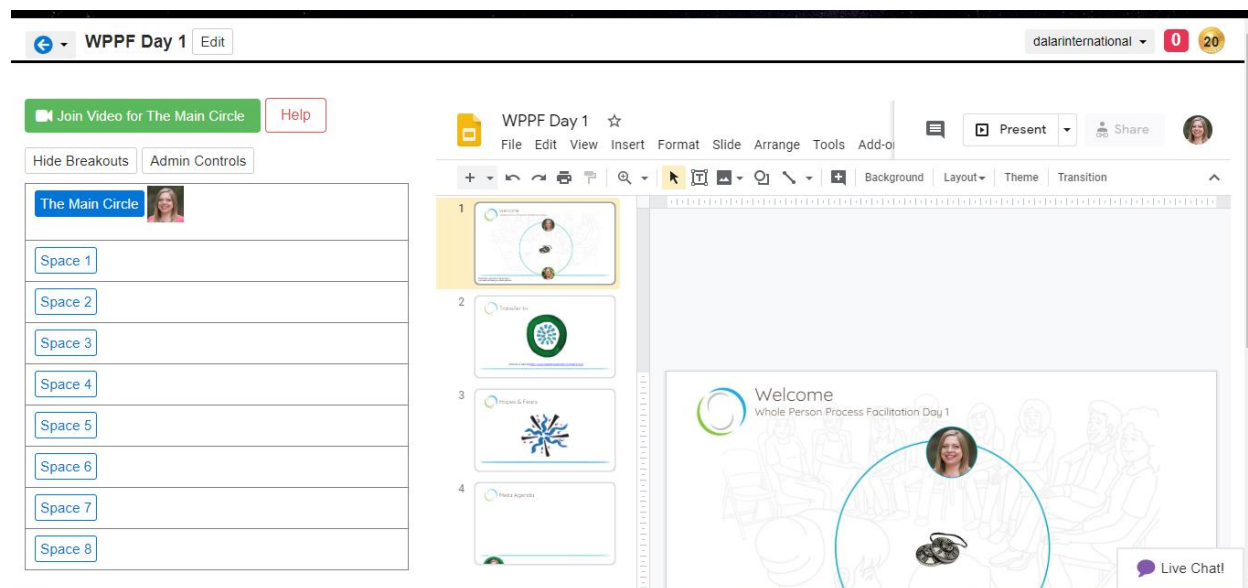 WPPF Day 1 Edit
dalarinternational 0 20
Join Video for The Main Circle Help
Hide Breakouts Admin Controls
The Main Circle
Space 1
Space 2
Space 3
Space 4
Space 5
Space 6
Space 7
Space 8
WPPF Day 1
File Edit View Insert Format Slide Arrange Tools Add-o
Present Share
Background Layout Theme Transition
1
Welcome
2
Transfer to
3
Hopes & Fears
4
Meta Agenda
Welcome
Whole Person Process Facilitation Day 1
Live Chat!